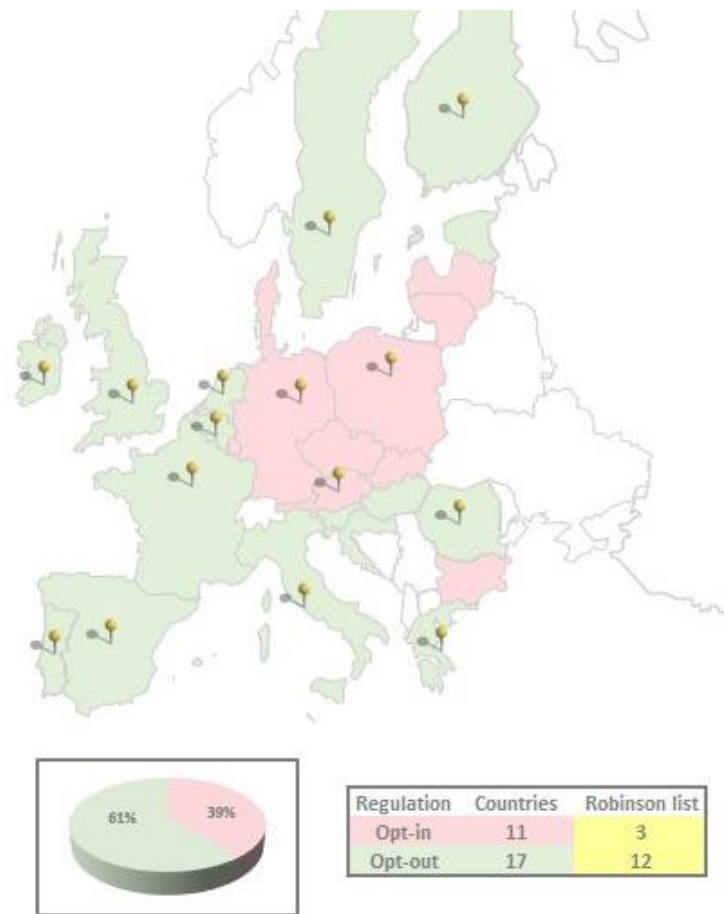 61%
39%
Regulation Countries Robinson list
Opt-in 11 3
Opt-out 17 12